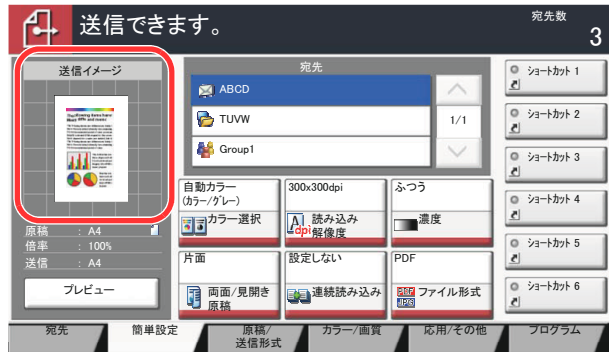 送信できます。
宛先数
3
送信イメージ
原稿 : A4
倍率 : 100%
送信 : A4
プレビュー
宛先
ABCD
TUVW
Group1
1/1
自動カラー
(カラー/グレー)
カラー選択
300x300dpi
dpi
読み込み
解像度
ふつう
濃度
片面
両面/見開き
原稿
設定しない
連続読み込み
PDF
ファイル形式
ショートカット 1
ショートカット 2
ショートカット 3
ショートカット 4
ショートカット 5
ショートカット 6
宛先
簡単設定
原稿/
送信形式
カラー/画質
応用/その他
プログラム